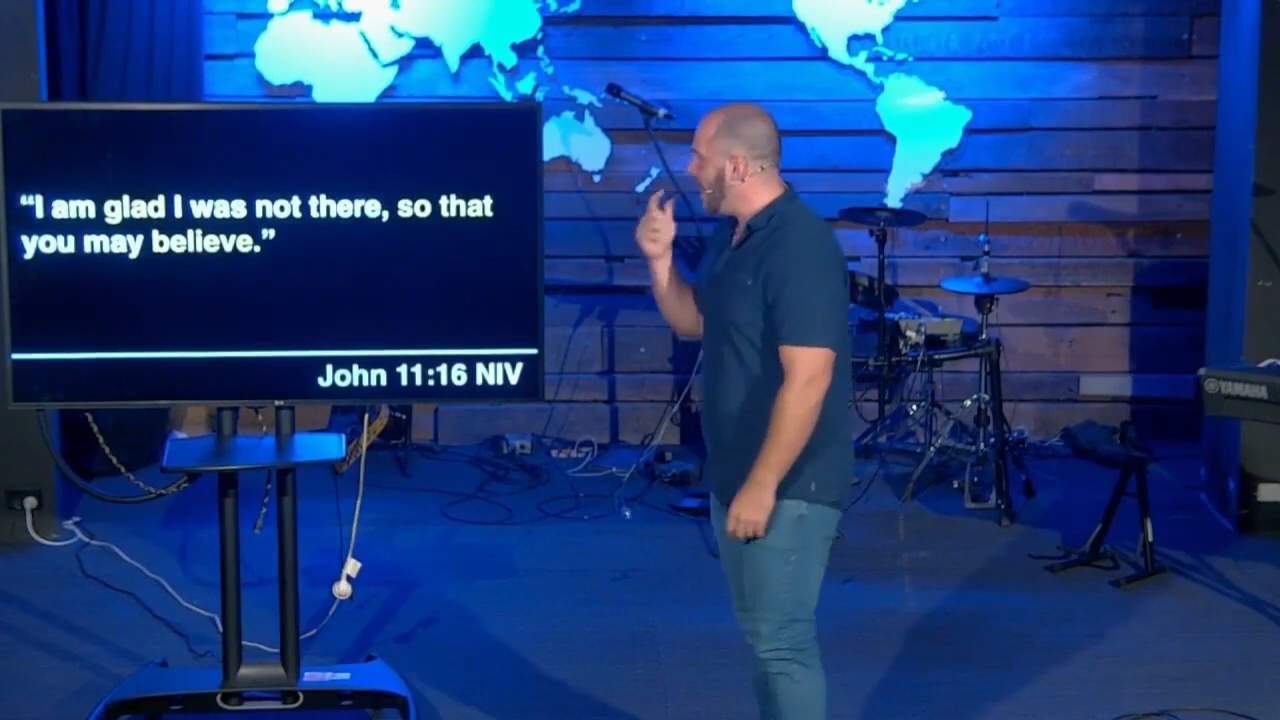 “I am glad I was not there, so that
you may believe.”
John 11:16 NIV
YAMAHA